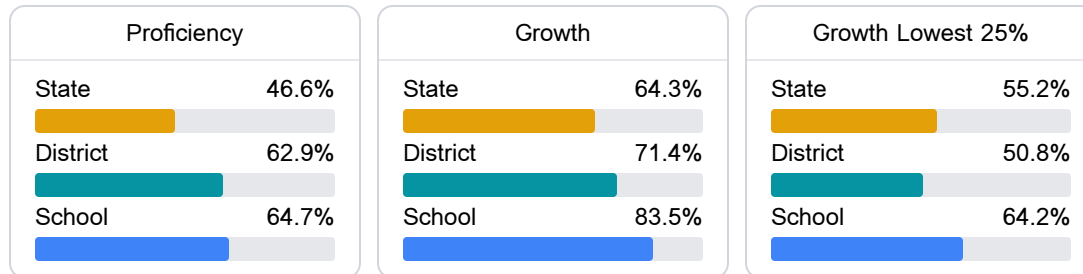 Proficiency
State 46.6%
District 62.9%
School 64.7%
Growth
State 64.3%
District 71.4%
School 83.5%
Growth Lowest 25%
State 55.2%
District 50.8%
School 64.2%